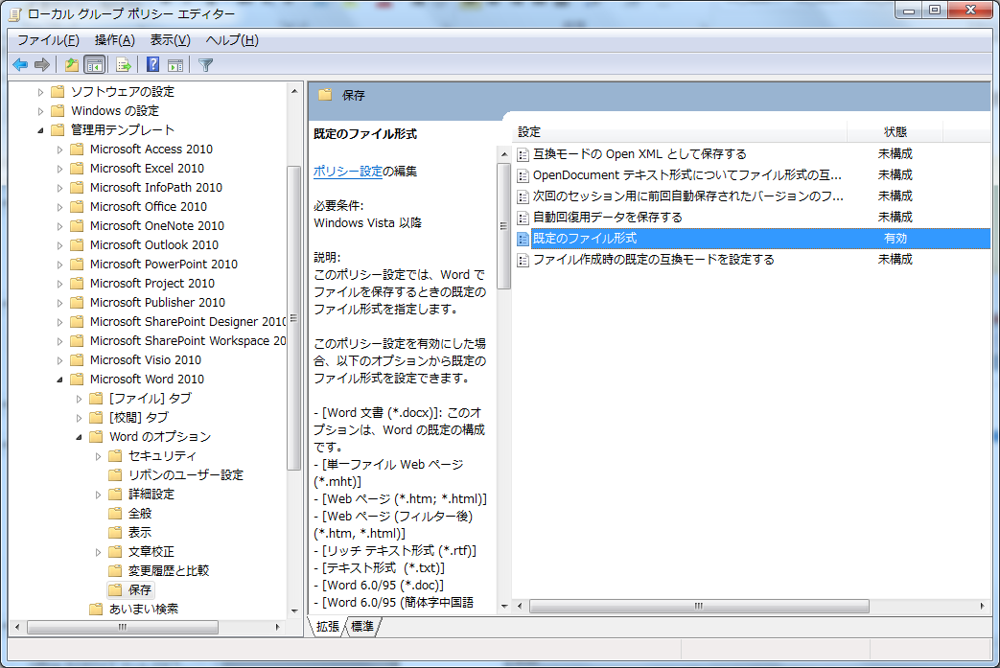 ローカル グループ ポリシー エディター
ファイル(F) 操作(A) 表示(V) ヘルプ(H)
ソフトウェアの設定
Windows の設定
管理用テンプレート
Microsoft Access 2010
Microsoft Excel 2010
Microsoft InfoPath 2010
Microsoft Office 2010
Microsoft OneNote 2010
Microsoft Outlook 2010
Microsoft PowerPoint 2010
Microsoft Project 2010
Microsoft Publisher 2010
Microsoft SharePoint Designer 2010
Microsoft SharePoint Workspace 20
Microsoft Visio 2010
Microsoft Word 2010
[ファイル] タブ
[校閲] タブ
Word のオプション
セキュリティ
リボンのユーザー設定
詳細設定
全般
表示
文章校正
変更履歴と比較
保存
あいまい検索
保存
既定のファイル形式
ポリシー設定の編集
必要条件:
Windows Vista 以降
説明:
このポリシー設定では、Word で
ファイルを保存するときの既定の
ファイル形式を指定します。
このポリシー設定を有効にした場
合、以下のオプションから既定の
ファイル形式を設定できます。
- [Word 文書 (*.docx)]: このオ
プションは、Word の既定の構成
です。
- [単一ファイル Web ページ
(*.mht)]
- [Web ページ (*.htm; *.html)]
- [Web ページ (フィルター後)
(*.htm, *.html)]
- [リッチ テキスト形式 (*.rtf)]
- [テキスト形式 (*.txt)]
- [Word 6.0/95 (*.doc)]
- [Word 6.0/95 (簡体字中国語
設定 状態
互換モードの Open XML として保存する 未構成
OpenDocument テキスト形式についてファイル形式の互... 未構成
次回のセッション用に前回自動保存されたバージョンのフ... 未構成
自動回復用データを保存する 未構成
既定のファイル形式 有効
ファイル作成時の既定の互換モードを設定する 未構成
拡張 標準